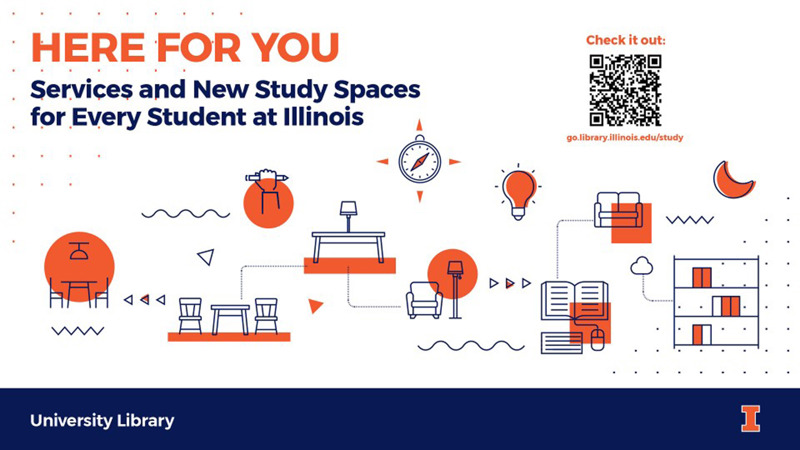 HERE FOR YOU
Services and New Study Spaces
for Every Student at Illinois
Check it out:
go.library.illinois.edu/study
University Library
I